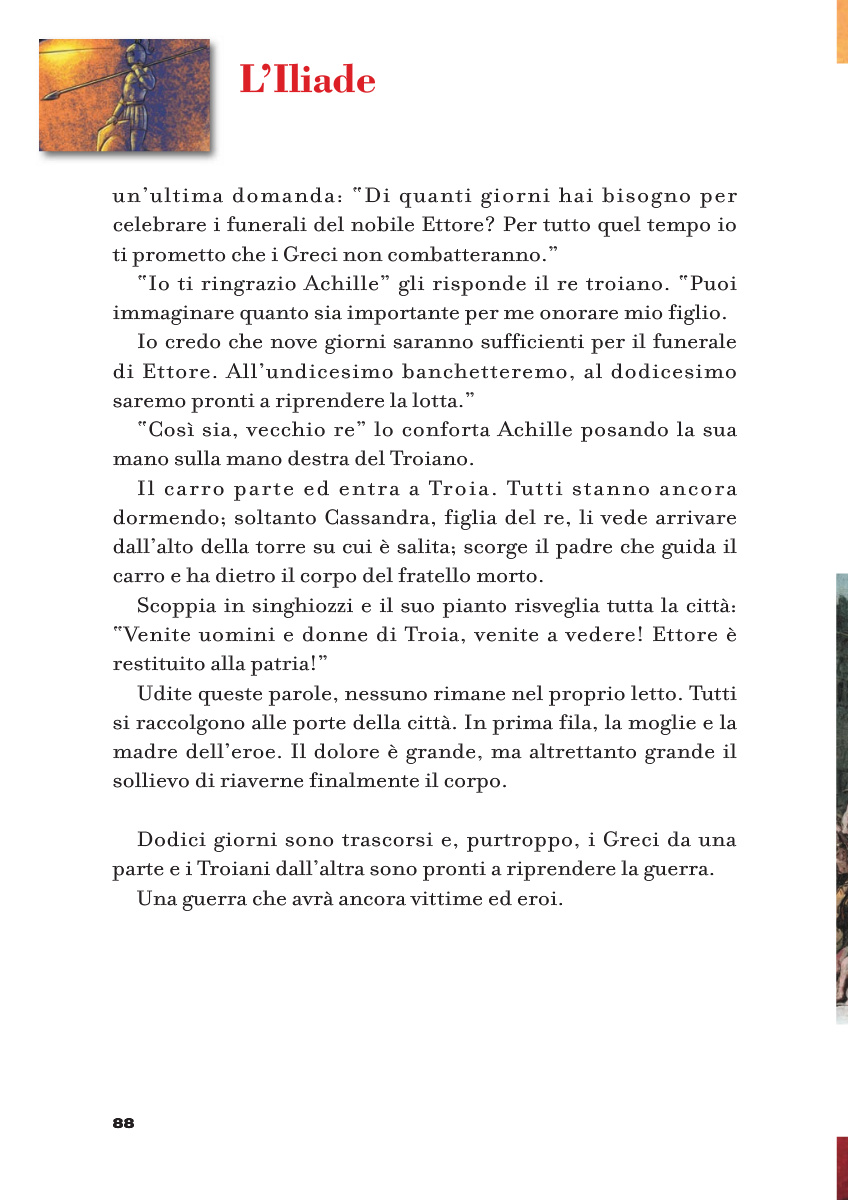 L'Iliade
un'ultima domanda: "Di quanti giorni hai bisogno per
celebrare i funerali del nobile Ettore? Per tutto quel tempo io
ti prometto che i Greci non combatteranno."
"Io ti ringrazio Achille" gli risponde il re troiano. "Puoi
immaginare quanto sia importante per me onorare mio figlio.
Io credo che nove giorni saranno sufficienti per il funerale
di Ettore. All'undicesimo banchetteremo, al dodicesimo
saremo pronti a riprendere la lotta."
"Così sia, vecchio re" lo conforta Achille posando la sua
mano sulla mano destra del Troiano.
Il carro parte ed entra a Troia. Tutti stanno ancora
dormendo; soltanto Cassandra, figlia del re, li vede arrivare
dall'alto della torre su cui è salita; scorge il padre che guida il
carro e ha dietro il corpo del fratello morto.
Scoppia in singhiozzi e il suo pianto risveglia tutta la città:
"Venite uomini e donne di Troia, venite a vedere! Ettore è
restituito alla patria!"
Udite queste parole, nessuno rimane nel proprio letto. Tutti
si raccolgono alle porte della città. In prima fila, la moglie e la
madre dell'eroe. Il dolore è grande, ma altrettanto grande il
sollievo di riaverne finalmente il corpo.
Dodici giorni sono trascorsi e, purtroppo, i Greci da una
parte e i Troiani dall'altra sono pronti a riprendere la guerra.
Una guerra che avrà ancora vittime ed eroi.
88